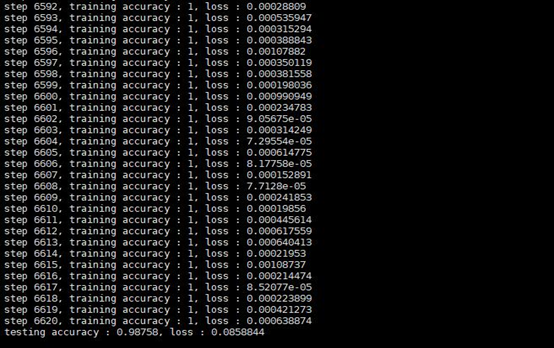 step 6592, training accuracy : 1, loss : 0.00028809
step 6593, training accuracy : 1, loss : 0.000535947
step 6594, training accuracy : 1, loss : 0.000315294
step 6595, training accuracy : 1, loss : 0.000388843
step 6596, training accuracy : 1, loss : 0.00107882
step 6597, training accuracy : 1, loss : 0.000350119
step 6598, training accuracy : 1, loss : 0.000381558
step 6599, training accuracy : 1, loss : 0.000198036
step 6600, training accuracy : 1, loss : 0.000990949
step 6601, training accuracy : 1, loss : 0.000234783
step 6602, training accuracy : 1, loss : 9.05675e-05
step 6603, training accuracy : 1, loss : 0.000314249
step 6604, training accuracy : 1, loss : 7.29554e-05
step 6605, training accuracy : 1, loss : 0.000614775
step 6606, training accuracy : 1, loss : 8.17758e-05
step 6607, training accuracy : 1, loss : 0.000152891
step 6608, training accuracy : 1, loss : 7.7128e-05
step 6609, training accuracy : 1, loss : 0.000241853
step 6610, training accuracy : 1, loss : 0.00019856
step 6611, training accuracy : 1, loss : 0.000445614
step 6612, training accuracy : 1, loss : 0.000617559
step 6613, training accuracy : 1, loss : 0.000640413
step 6614, training accuracy : 1, loss : 0.00021953
step 6615, training accuracy : 1, loss : 0.00108737
step 6616, training accuracy : 1, loss : 0.000214474
step 6617, training accuracy : 1, loss : 8.52077e-05
step 6618, training accuracy : 1, loss : 0.000223899
step 6619, training accuracy : 1, loss : 0.000421273
step 6620, training accuracy : 1, loss : 0.000638874
testing accuracy : 0.98758, loss : 0.0858844